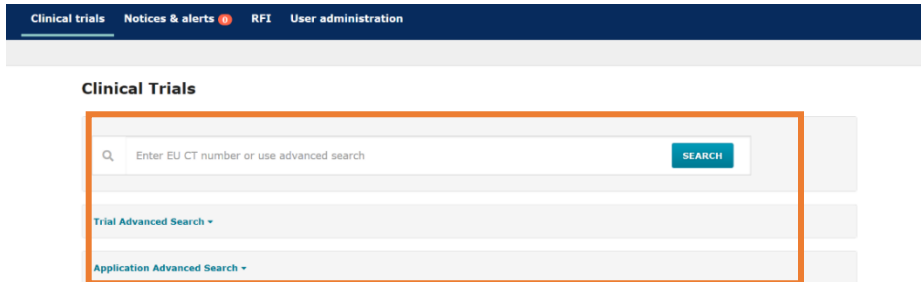 Clinical trials Notices & alerts 0 RFI User administration
Clinical Trials
Enter EU CT number or use advanced search SEARCH
Trial Advanced Search
Application Advanced Search